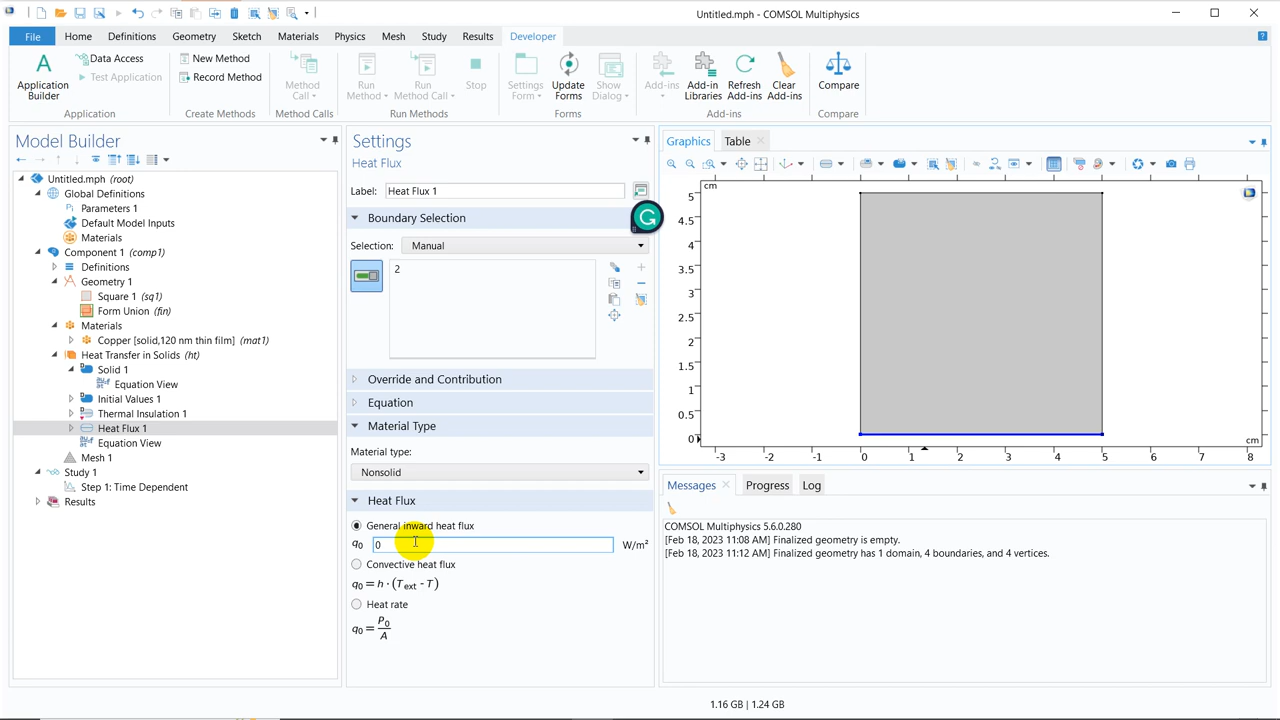 Untitled.mph - COMSOL Multiphysics
File Home Definitions Geometry Sketch Materials Physics Mesh Study Results Developer
Application Builder
Data Access
Test Application
Application
New Method
Record Method
Create Methods
Method Call
Method Calls
Run Method
Run Method Call
Stop
Run Methods
Settings Form
Update Forms
Show Dialog
Forms
Add-ins
Add-in Libraries
Refresh Add-ins
Clear Add-ins
Add-ins
Compare
Compare
Model Builder
Untitled.mph (root)
Global Definitions
Parameters 1
Default Model Inputs
Materials
Component 1 (comp1)
Definitions
Geometry 1
Square 1 (sq1)
Form Union (fin)
Materials
Copper [solid,120 nm thin film] (mat1)
Heat Transfer in Solids (ht)
Solid 1
Equation View
Initial Values 1
Thermal Insulation 1
Heat Flux 1
Equation View
Mesh 1
Study 1
Step 1: Time Dependent
Results
Settings
Heat Flux
Label: Heat Flux 1
Boundary Selection
Selection: Manual
2
Override and Contribution
Equation
Material Type
Material type:
Nonsolid
Heat Flux
General inward heat flux
q0 0 W/m²
Convective heat flux
q0 = h · (Text - T)
Heat rate
q0 = P0/A
Graphics Table
cm
5
4.5
4
3.5
3
2.5
2
1.5
1
0.5
0
cm
-3 -2 -1 0 1 2 3 4 5 6 7 8
Messages Progress Log
COMSOL Multiphysics 5.6.0.280
[Feb 18, 2023 11:08 AM] Finalized geometry is empty.
[Feb 18, 2023 11:12 AM] Finalized geometry has 1 domain, 4 boundaries, and 4 vertices.
1.16 GB | 1.24 GB